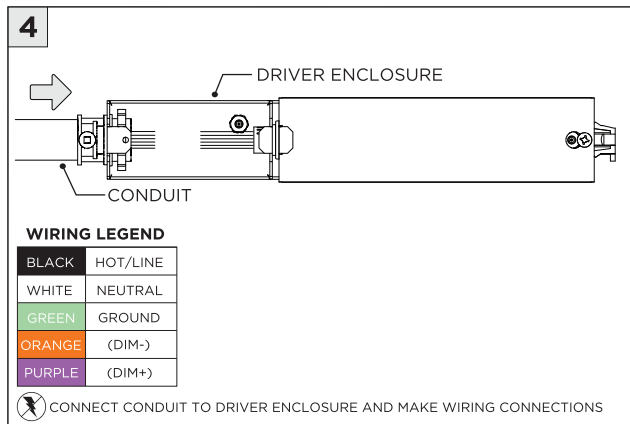 4
DRIVER ENCLOSURE
CONDUIT
WIRING LEGEND
BLACK HOT/LINE
WHITE NEUTRAL
GREEN GROUND
ORANGE (DIM-)
PURPLE (DIM+)
CONNECT CONDUIT TO DRIVER ENCLOSURE AND MAKE WIRING CONNECTIONS